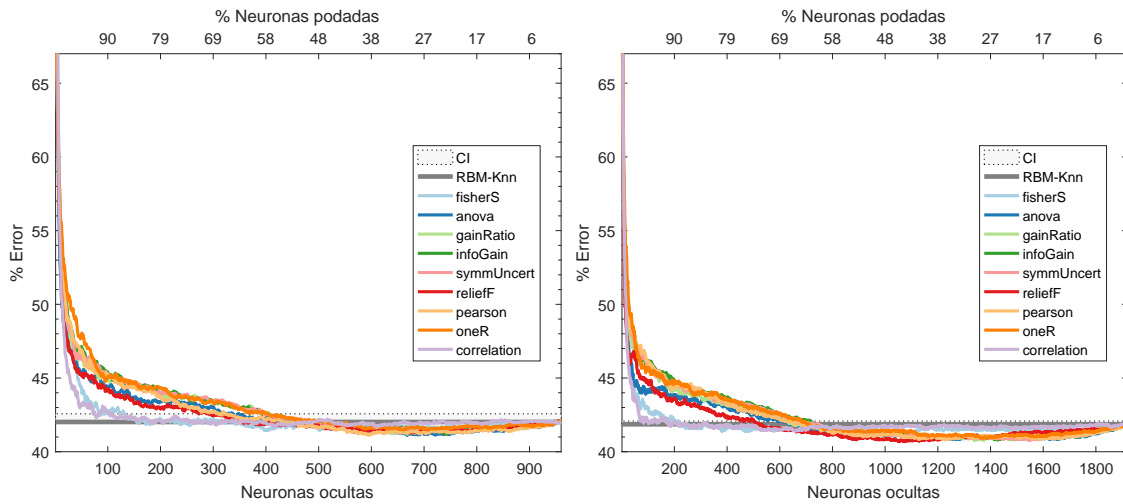 % Neuronas podadas
90 79 69 58 48 38 27 17 6
65
60
55
50
45
40
% Error
CI
RBM-Knn
fisherS
anova
gainRatio
infoGain
symmUncert
reliefF
pearson
oneR
correlation
100 200 300 400 500 600 700 800 900
Neuronas ocultas
% Neuronas podadas
90 79 69 58 48 38 27 17 6
65
60
55
50
45
40
% Error
CI
RBM-Knn
fisherS
anova
gainRatio
infoGain
symmUncert
reliefF
pearson
oneR
correlation
200 400 600 800 1000 1200 1400 1600 1800
Neuronas ocultas